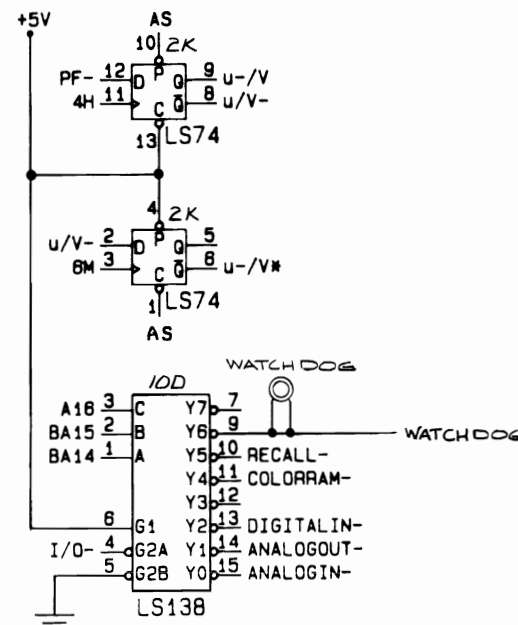 +5V
AS
10 2K
PF- 12 D P Q 9 u-/V
4H 11 Q 8 u/V-
C
13 LS74
4 2K
u/V- 2 D P Q 5
6M 3 Q 6 u-/V*
C
1 LS74
AS
WATCHDOG
10D
A16 3 C Y7 7
BA15 2 B Y6 9 WATCHDOG
BA14 1 A Y5 10 RECALL-
Y4 11 COLORRAM-
Y3 12
6 G1 Y2 13 DIGITALIN-
I/O- 4 G2A Y1 14 ANALOGOUT-
5 G2B Y0 15 ANALOGIN-
LS138